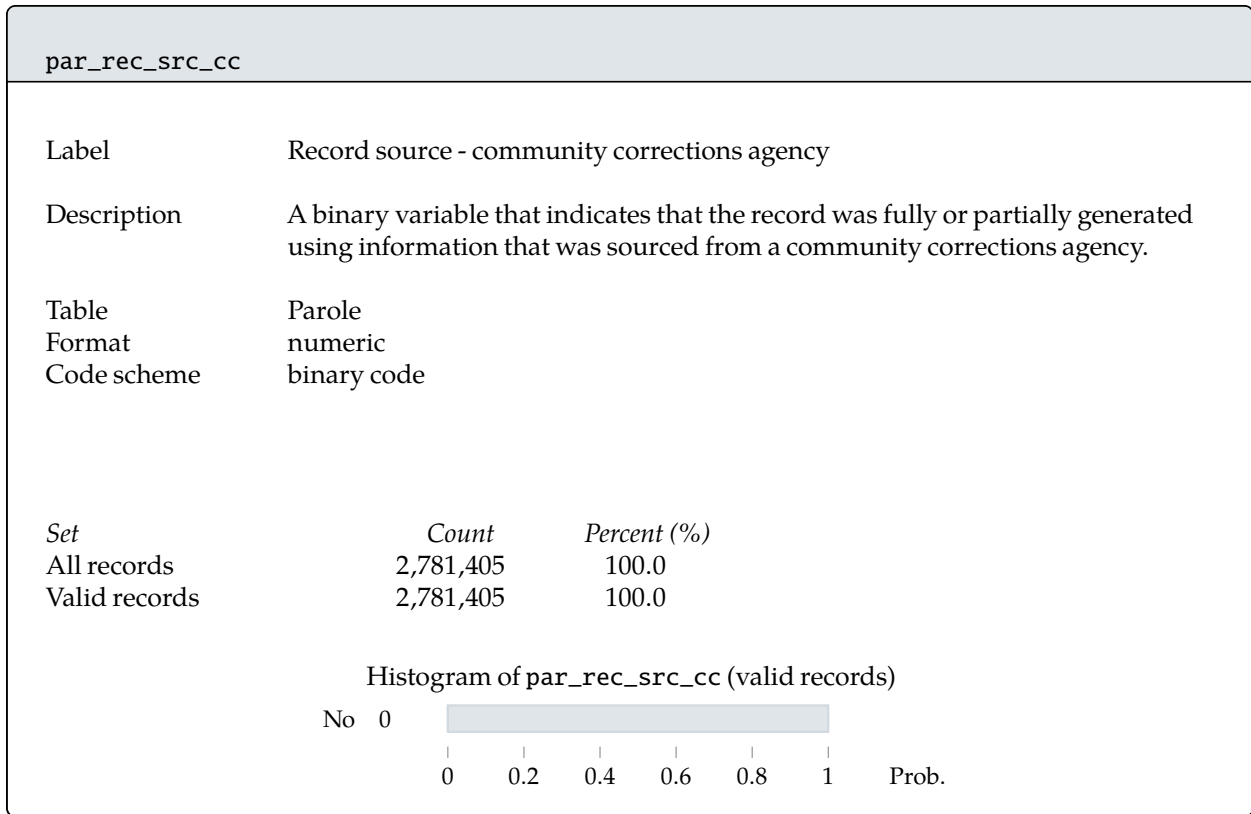 par_rec_src_cc
Label Record source - community corrections agency
Description A binary variable that indicates that the record was fully or partially generated
using information that was sourced from a community corrections agency.
Table Parole
Format numeric
Code scheme binary code
Set Count Percent (%)
All records 2,781,405 100.0
Valid records 2,781,405 100.0
Histogram of par_rec_src_cc (valid records)
No 0
0 0.2 0.4 0.6 0.8 1 Prob.